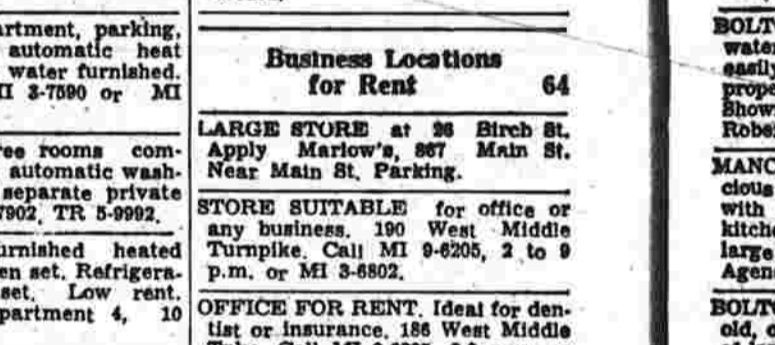 artment, parking,
automatic heat
water furnished.
MI 3-7590 or MI
ree rooms com-
automatic wash-
separate private
7902, TR 5-9992.
urnished heated
en set. Refrigera-
set. Low rent.
partment 4, 10
Business Locations
for Rent 64
LARGE STORE at 26 Birch St.
Apply Marlow's, 867 Main St.
Near Main St. Parking.
STORE SUITABLE for office or
any business. 190 West Middle
Turnpike. Call MI 9-6205, 2 to 9
p.m. or MI 3-6802.
OFFICE FOR RENT. Ideal for den-
tist or insurance. 186 West Middle
BOLT
water
easily
prope
Show
Robe
MANC
cious
with
kitche
large
Agen
BOLT
old,